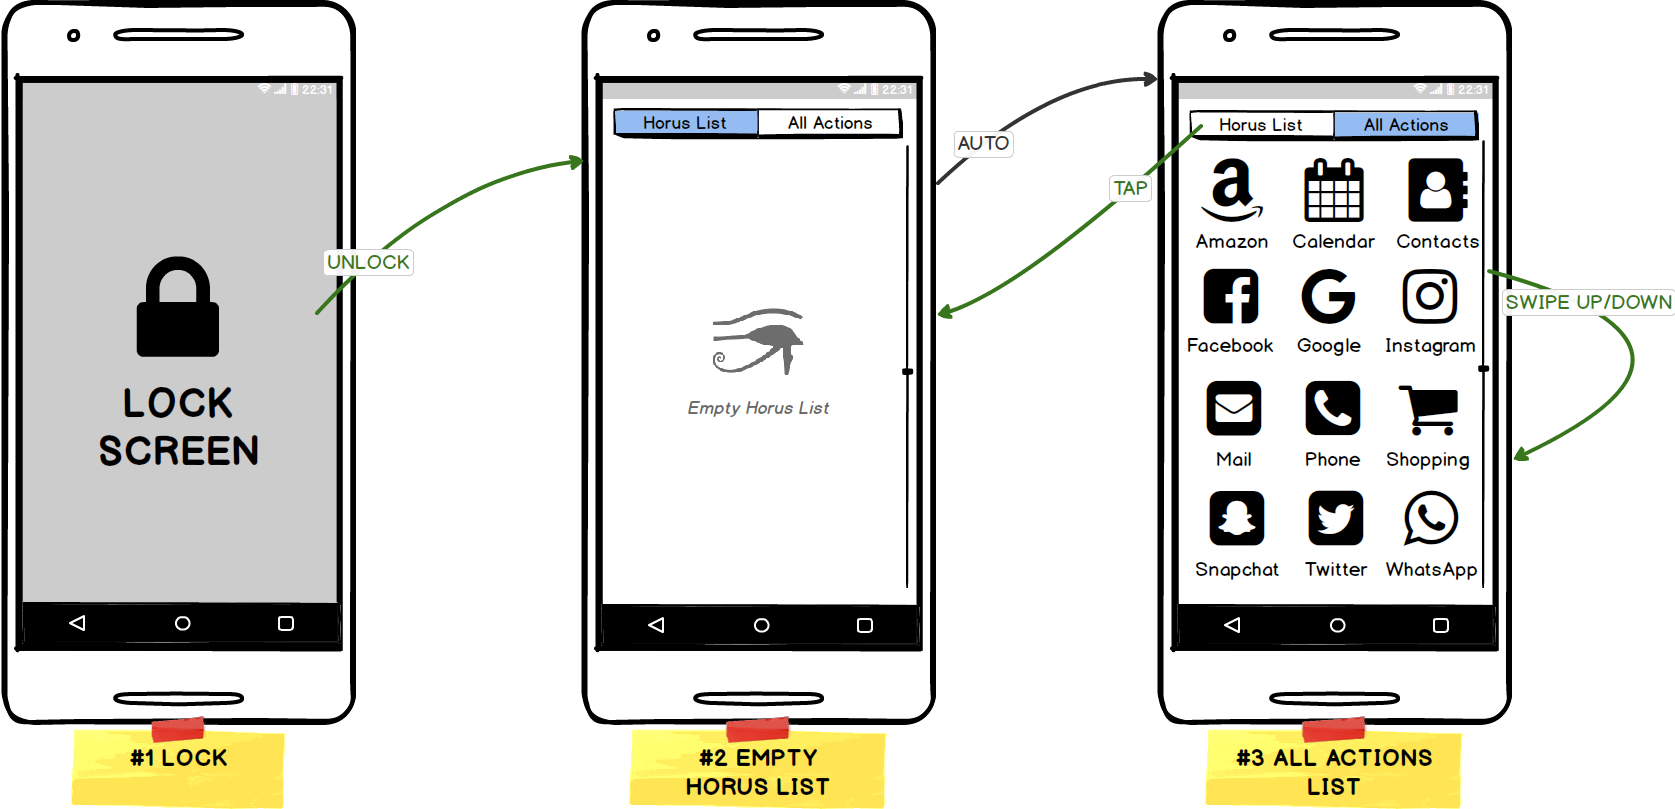 22:31
LOCK
SCREEN
UNLOCK
#1 LOCK
22:31
Horus List
All Actions
Empty Horus List
AUTO
#2 EMPTY
HORUS LIST
22:31
Horus List
All Actions
TAP
Amazon
Calendar
Contacts
Facebook
Google
Instagram
SWIPE UP/DOWN
Mail
Phone
Shopping
Snapchat
Twitter
WhatsApp
#3 ALL ACTIONS
LIST